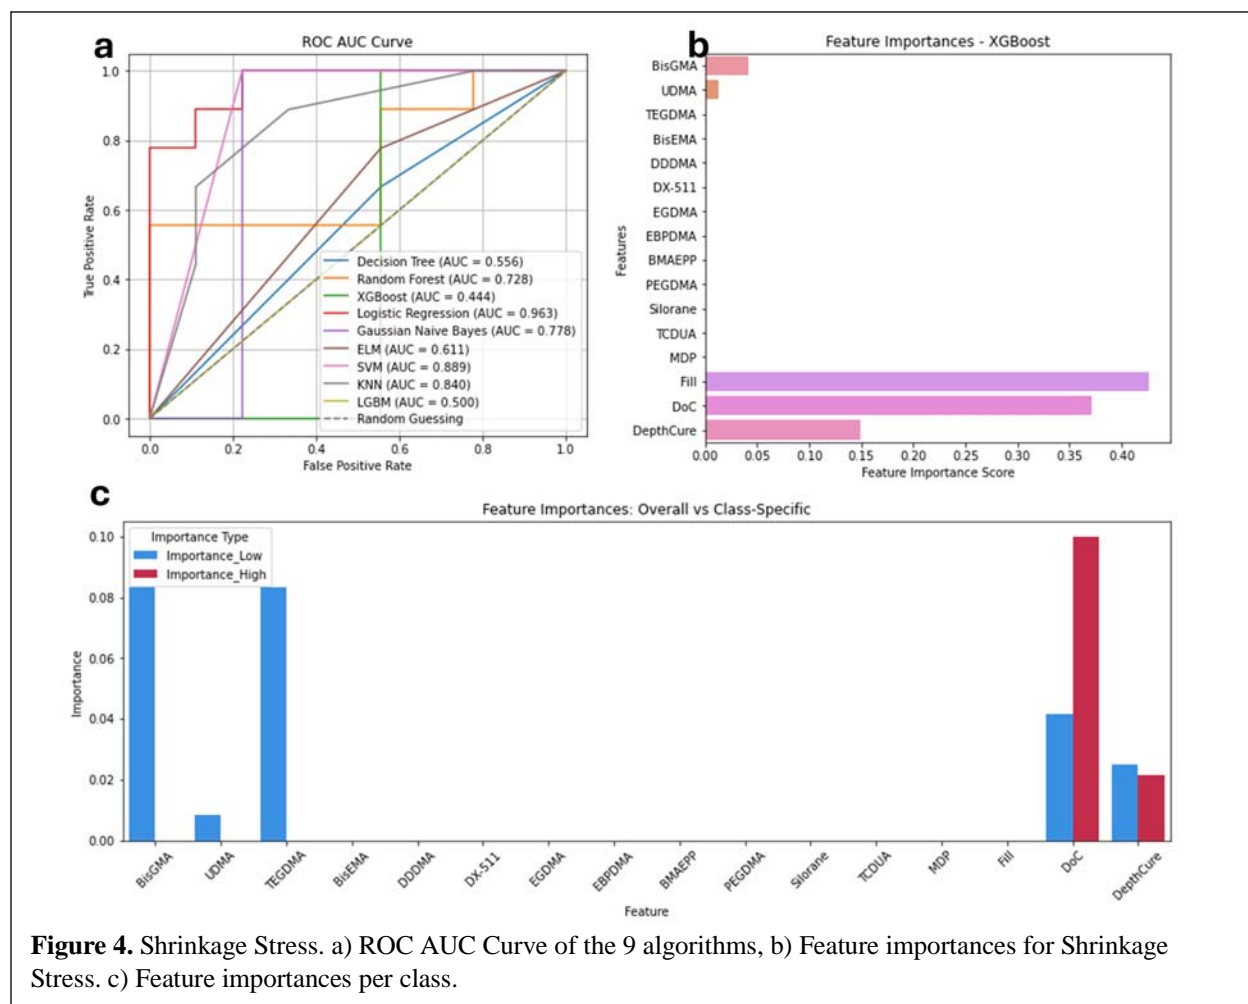 a
ROC AUC Curve
True Positive Rate
1.0
0.8
0.6
0.4
0.2
0.0
Decision Tree (AUC = 0.556)
Random Forest (AUC = 0.728)
XGBoost (AUC = 0.444)
Logistic Regression (AUC = 0.963)
Gaussian Naive Bayes (AUC = 0.778)
ELM (AUC = 0.611)
SVM (AUC = 0.889)
KNN (AUC = 0.840)
LGBM (AUC = 0.500)
Random Guessing
0.0 0.2 0.4 0.6 0.8 1.0
False Positive Rate
b
Feature Importances - XGBoost
Features
BisGMA
UDMA
TEGDMA
BisEMA
DDDMA
DX-511
EGDMA
EBPDMA
BMAEPP
PEGDMA
Silorane
TCDUA
MDP
Fill
DoC
DepthCure
0.00 0.05 0.10 0.15 0.20 0.25 0.30 0.35 0.40
Feature Importance Score
c
Feature Importances: Overall vs Class-Specific
Importance Type
Importance_Low
Importance_High
Importance
0.10
0.08
0.06
0.04
0.02
0.00
BisGMA UDMA TEGDMA BisEMA DDDMA DX-511 EGDMA EBPDMA BMAEPP PEGDMA Silorane TCDUA MDP Fill DoC DepthCure
Feature
Figure 4. Shrinkage Stress. a) ROC AUC Curve of the 9 algorithms, b) Feature importances for Shrinkage
Stress. c) Feature importances per class.